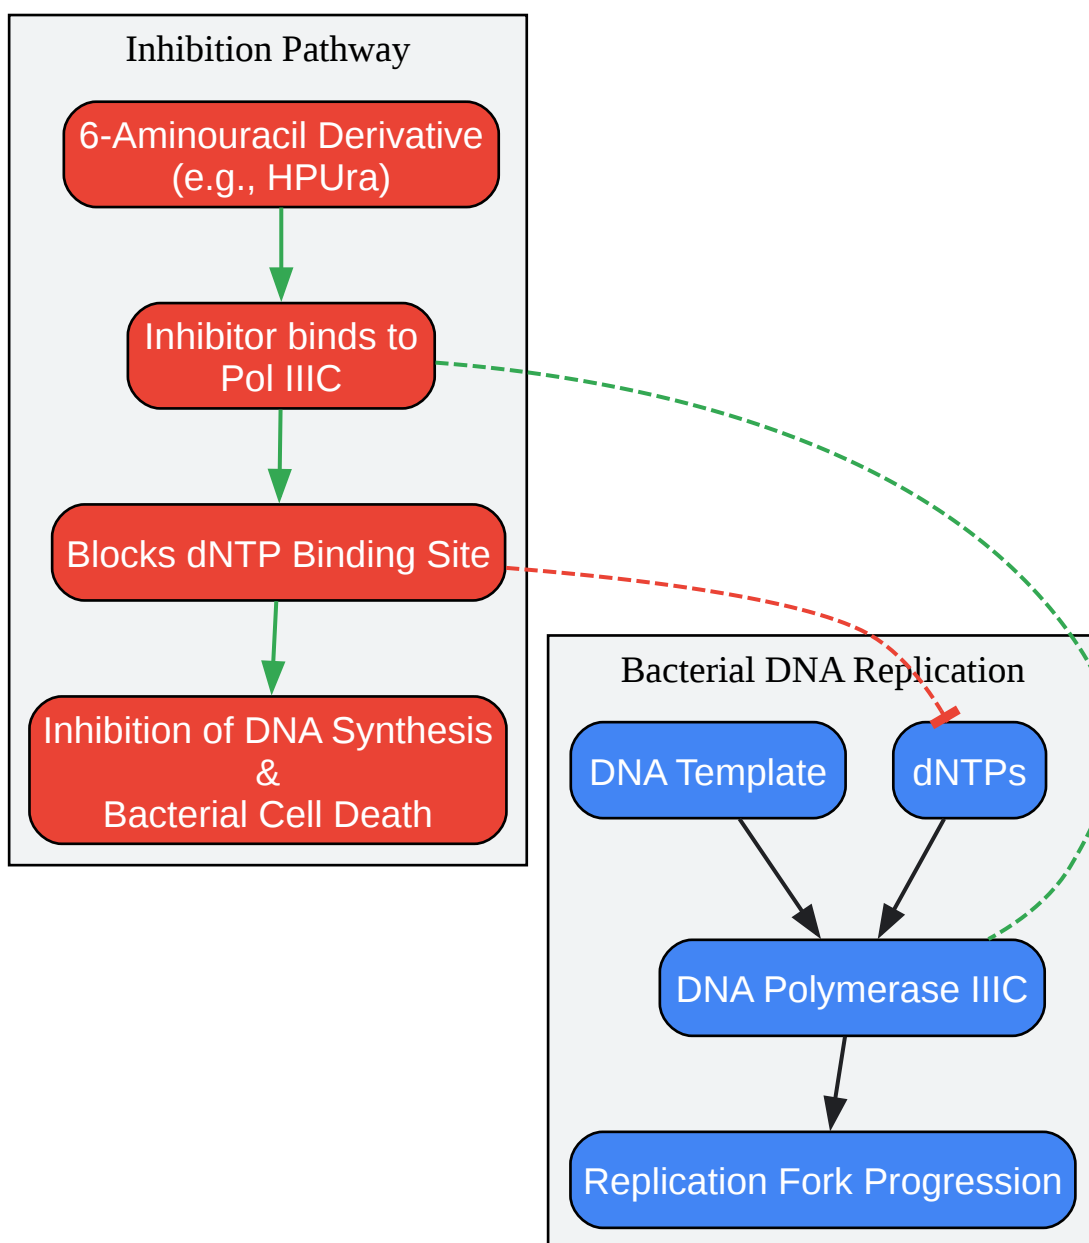 Inhibition Pathway
6-Aminouracil Derivative
(e.g., HPUra)
Inhibitor binds to
Pol IIIC
Blocks dNTP Binding Site
Inhibition of DNA Synthesis
&
Bacterial Cell Death
Bacterial DNA Replication
DNA Template
dNTPs
DNA Polymerase IIIC
Replication Fork Progression